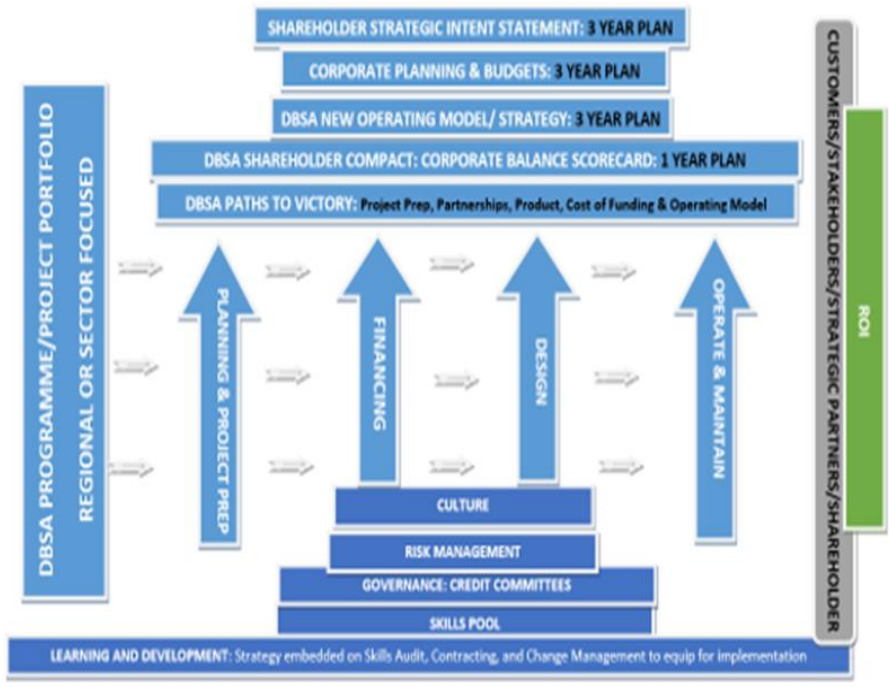 SHAREHOLDER STRATEGIC INTENT STATEMENT: 3 YEAR PLAN
CORPORATE PLANNING & BUDGETS: 3 YEAR PLAN
DBSA NEW OPERATING MODEL/ STRATEGY: 3 YEAR PLAN
DBSA SHAREHOLDER COMPACT: CORPORATE BALANCE SCORECARD: 1 YEAR PLAN
DBSA PATHS TO VICTORY: Project Prep, Partnerships, Product, Cost of Funding & Operating Model
DBSA PROGRAMME/PROJECT PORTFOLIO
REGIONAL OR SECTOR FOCUSED
PLANNING & PROJECT PREP
FINANCING
DESIGN
OPERATE & MAINTAIN
CUSTOMERS/STAKEHOLDERS/STRATEGIC PARTNERS/SHAREHOLDER
ROI
CULTURE
RISK MANAGEMENT
GOVERNANCE: CREDIT COMMITTEES
SKILLS POOL
LEARNING AND DEVELOPMENT: Strategy embedded on Skills Audit, Contracting, and Change Management to equip for implementation